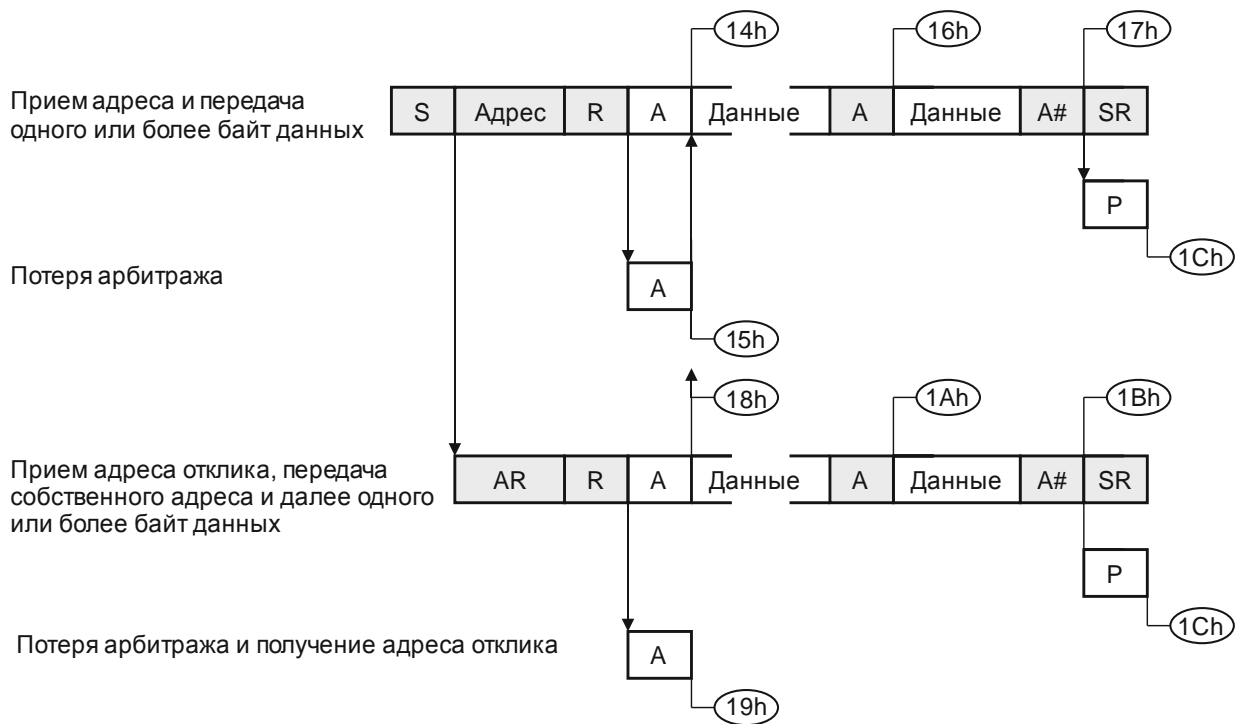 14h 16h 17h
Прием адреса и передача
одного или более байт данных
S Адрес R A Данные A Данные A# SR
P
1Ch
Потеря арбитража
A
15h
18h 1Ah 1Bh
Прием адреса отклика, передача
собственного адреса и далее одного
или более байт данных
AR R A Данные A Данные A# SR
P
1Ch
Потеря арбитража и получение адреса отклика
A
19h